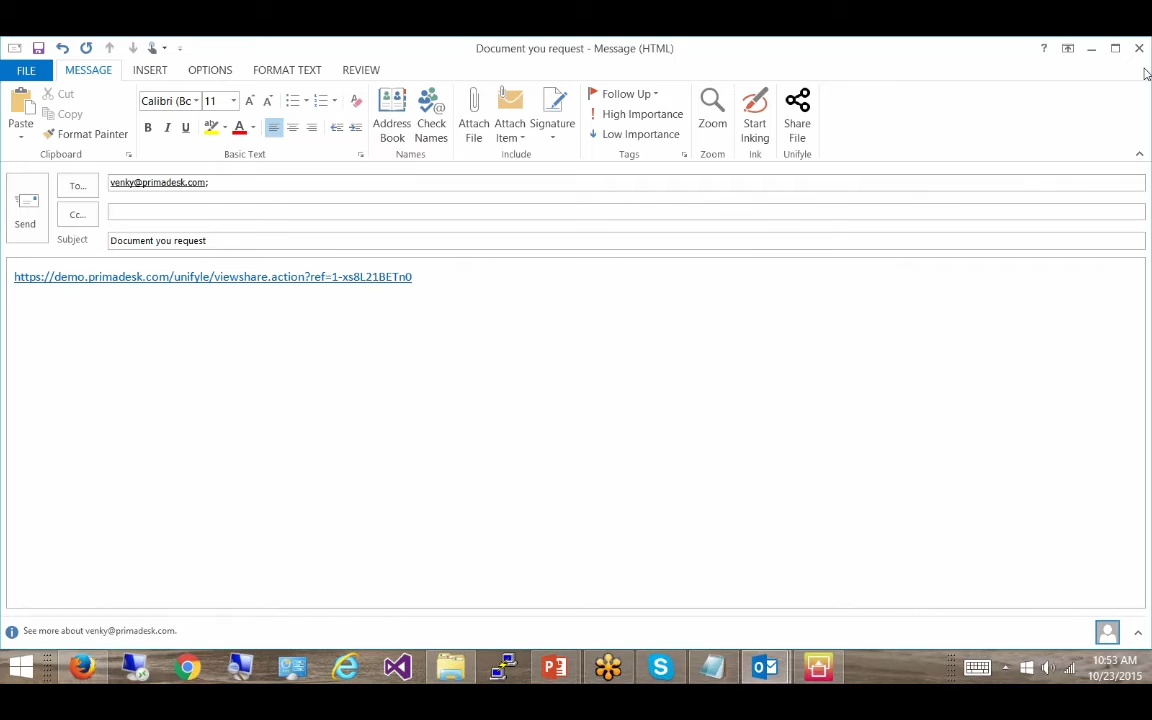 Document you request - Message (HTML)
?
FILE MESSAGE INSERT OPTIONS FORMAT TEXT REVIEW
Paste
Cut
Copy
Format Painter
Clipboard
Calibri (Bc 11
B I U
Basic Text
Address Book
Check Names
Names
Attach File
Attach Item
Signature
Include
Follow Up
High Importance
Low Importance
Tags
Zoom
Zoom
Start Inking
Ink
Share File
Unifyle
Send
To... venky@primadesk.com;
Cc...
Subject Document you request
https://demo.primadesk.com/unifyle/viewshare.action?ref=1-xs8L21BETn0
See more about venky@primadesk.com.
10:53 AM
10/23/2015